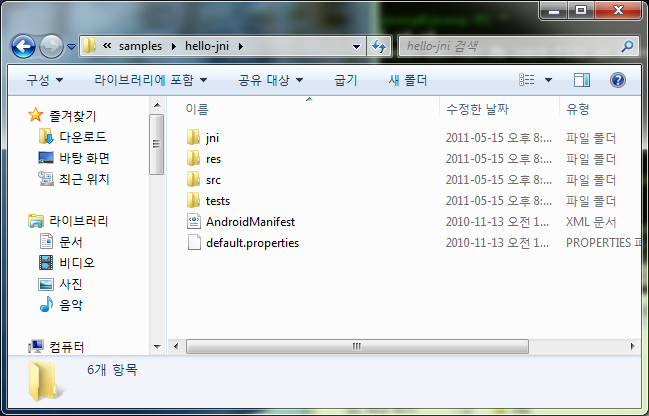 « samples ▸ hello-jni ▸
hello-jni 검색
구성 라이브러리에 포함 공유 대상 굽기 새 폴더
이름 수정한 날짜 유형
즐겨찾기
다운로드
바탕 화면
최근 위치
라이브러리
문서
비디오
사진
음악
컴퓨터
jni 2011-05-15 오후 8:... 파일 폴더
res 2011-05-15 오후 8:... 파일 폴더
src 2011-05-15 오후 8:... 파일 폴더
tests 2011-05-15 오후 8:... 파일 폴더
AndroidManifest 2010-11-13 오전 1... XML 문서
default.properties 2010-11-13 오전 1... PROPERTIES
6개 항목